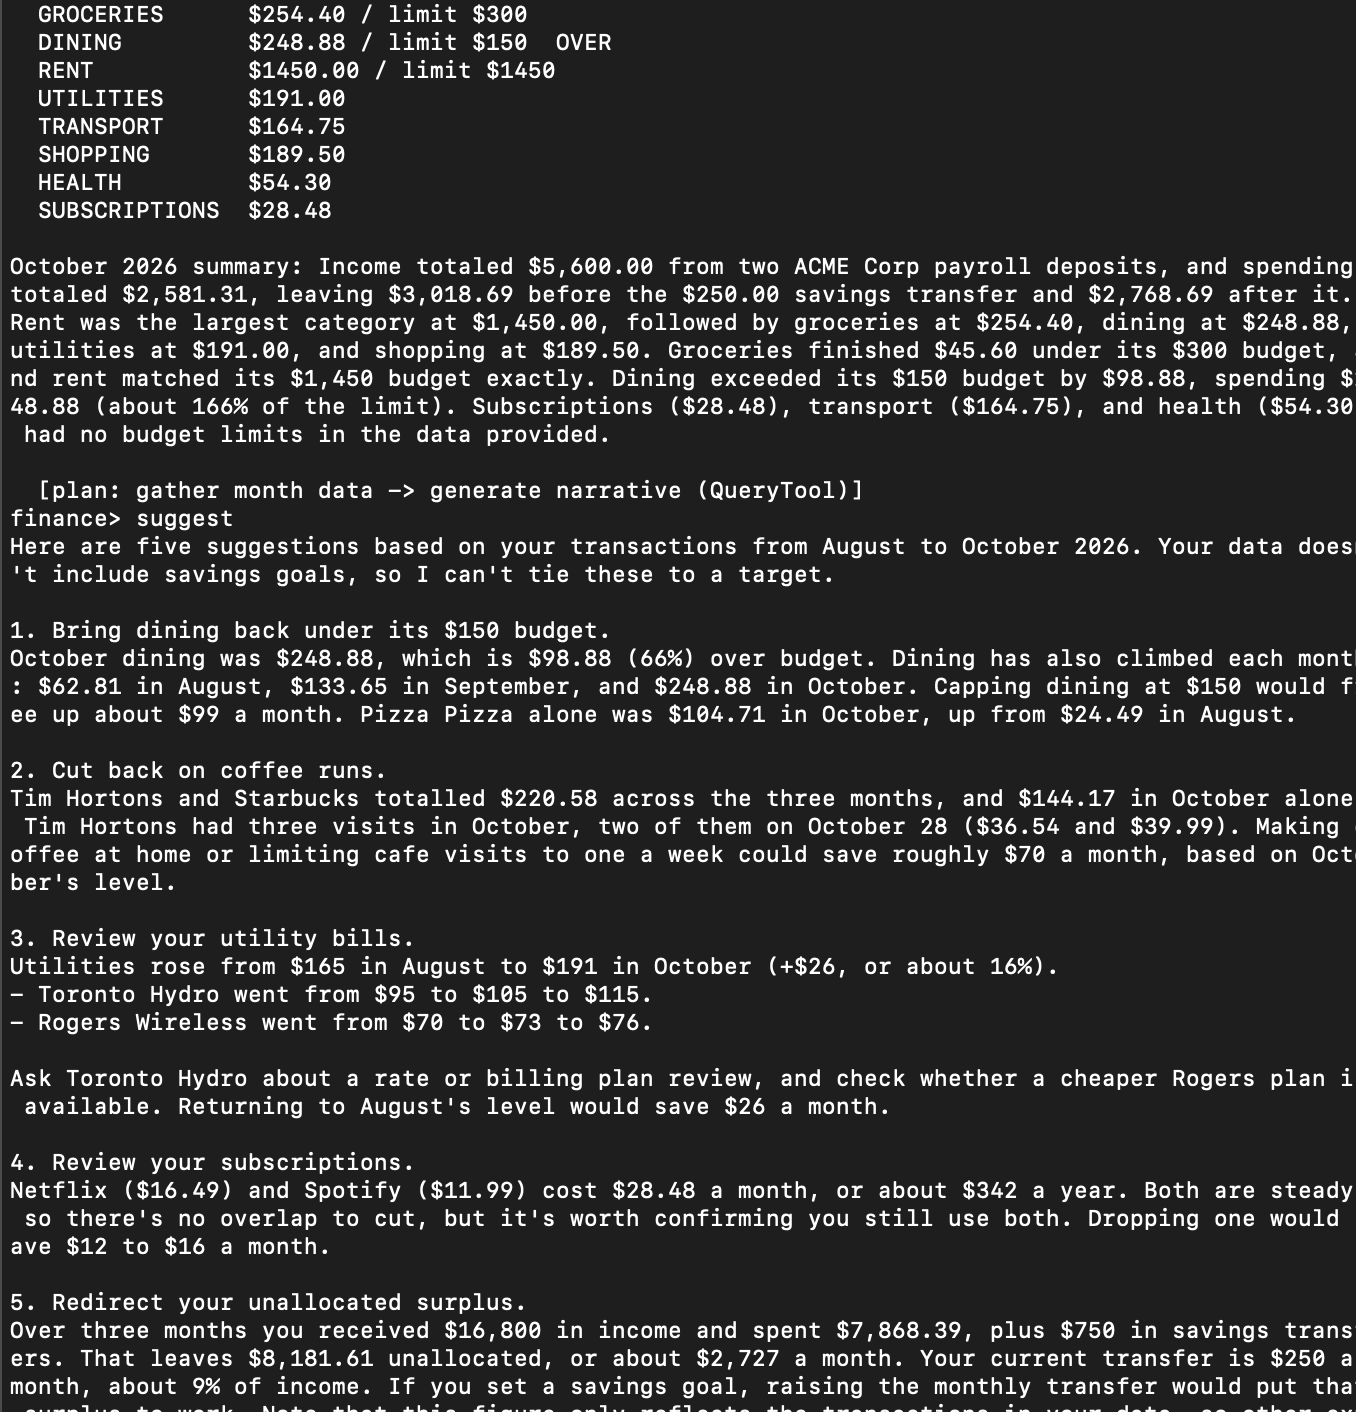 GROCERIES      $254.40 / limit $300
DINING         $248.88 / limit $150  OVER
RENT           $1450.00 / limit $1450
UTILITIES      $191.00
TRANSPORT      $164.75
SHOPPING       $189.50
HEALTH         $54.30
SUBSCRIPTIONS  $28.48
October 2026 summary: Income totaled $5,600.00 from two ACME Corp payroll deposits, and spending
totaled $2,581.31, leaving $3,018.69 before the $250.00 savings transfer and $2,768.69 after it.
Rent was the largest category at $1,450.00, followed by groceries at $254.40, dining at $248.88,
utilities at $191.00, and shopping at $189.50. Groceries finished $45.60 under its $300 budget,
nd rent matched its $1,450 budget exactly. Dining exceeded its $150 budget by $98.88, spending $
48.88 (about 166% of the limit). Subscriptions ($28.48), transport ($164.75), and health ($54.30
had no budget limits in the data provided.
[plan: gather month data —> generate narrative (QueryTool)]
finance> suggest
Here are five suggestions based on your transactions from August to October 2026. Your data does
't include savings goals, so I can't tie these to a target.
1. Bring dining back under its $150 budget.
October dining was $248.88, which is $98.88 (66%) over budget. Dining has also climbed each mont
: $62.81 in August, $133.65 in September, and $248.88 in October. Capping dining at $150 would f
ee up about $99 a month. Pizza Pizza alone was $104.71 in October, up from $24.49 in August.
2. Cut back on coffee runs.
Tim Hortons and Starbucks totalled $220.58 across the three months, and $144.17 in October alone
Tim Hortons had three visits in October, two of them on October 28 ($36.54 and $39.99). Making
offee at home or limiting cafe visits to one a week could save roughly $70 a month, based on Oct
ber's level.
3. Review your utility bills.
Utilities rose from $165 in August to $191 in October (+$26, or about 16%).
— Toronto Hydro went from $95 to $105 to $115.
— Rogers Wireless went from $70 to $73 to $76.
Ask Toronto Hydro about a rate or billing plan review, and check whether a cheaper Rogers plan i
available. Returning to August's level would save $26 a month.
4. Review your subscriptions.
Netflix ($16.49) and Spotify ($11.99) cost $28.48 a month, or about $342 a year. Both are steady
so there's no overlap to cut, but it's worth confirming you still use both. Dropping one would
ave $12 to $16 a month.
5. Redirect your unallocated surplus.
Over three months you received $16,800 in income and spent $7,868.39, plus $750 in savings trans
ers. That leaves $8,181.61 unallocated, or about $2,727 a month. Your current transfer is $250 a
month, about 9% of income. If you set a savings goal, raising the monthly transfer would put tha